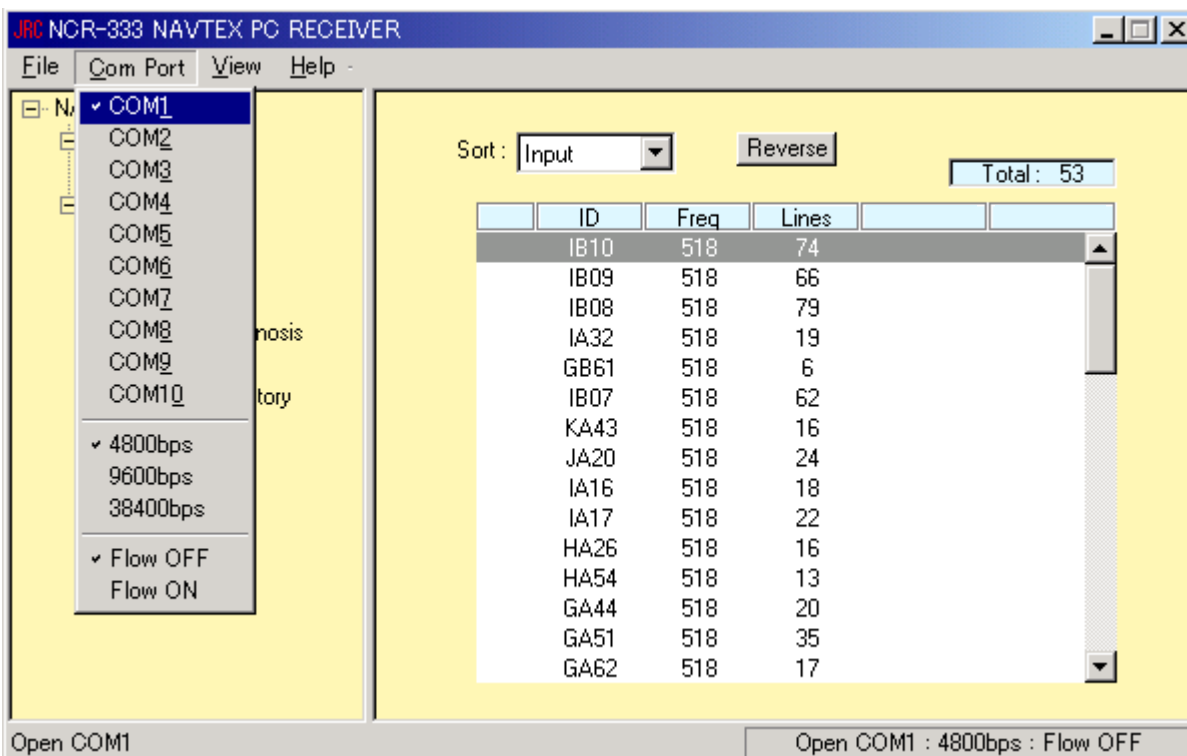 JRC NCR-333 NAVTEX PC RECEIVER
File Com Port View Help
COM1
COM2
COM3
COM4
COM5
COM6
COM7
COM8
COM9
COM10
4800bps
9600bps
38400bps
Flow OFF
Flow ON
nosis
tory
Sort : Input Reverse
Total : 53
ID Freq Lines
IB10 518 74
IB09 518 66
IB08 518 79
IA32 518 19
GB61 518 6
IB07 518 62
KA43 518 16
JA20 518 24
IA16 518 18
IA17 518 22
HA26 518 16
HA54 518 13
GA44 518 20
GA51 518 35
GA62 518 17
Open COM1
Open COM1 : 4800bps : Flow OFF